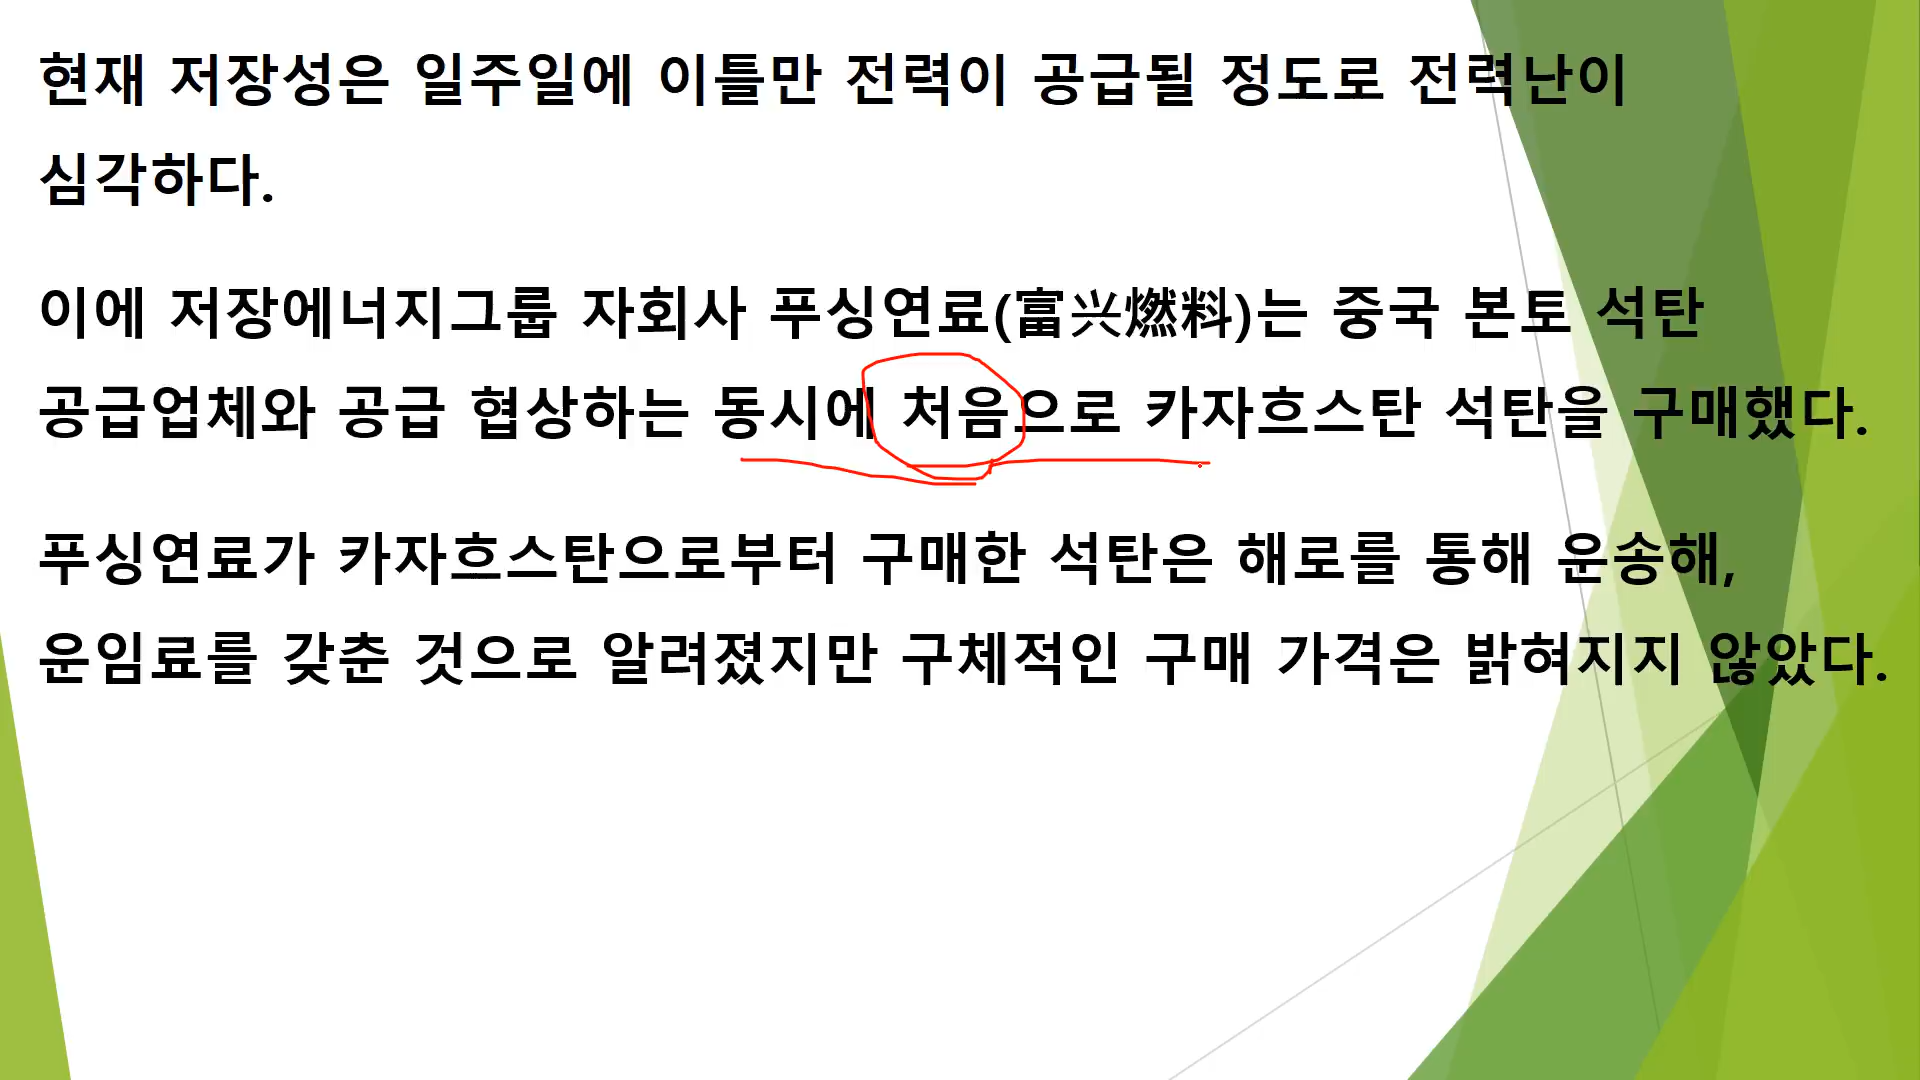 현재 저장성은 일주일에 이틀만 전력이 공급될 정도로 전력난이
심각하다.
이에 저장에너지그룹 자회사 푸싱연료(富兴燃料)는 중국 본토 석탄
공급업체와 공급 협상하는 동시에 처음으로 카자흐스탄 석탄을 구매했다.
푸싱연료가 카자흐스탄으로부터 구매한 석탄은 해로를 통해 운송해,
운임료를 갖춘 것으로 알려졌지만 구체적인 구매 가격은 밝혀지지 않았다.